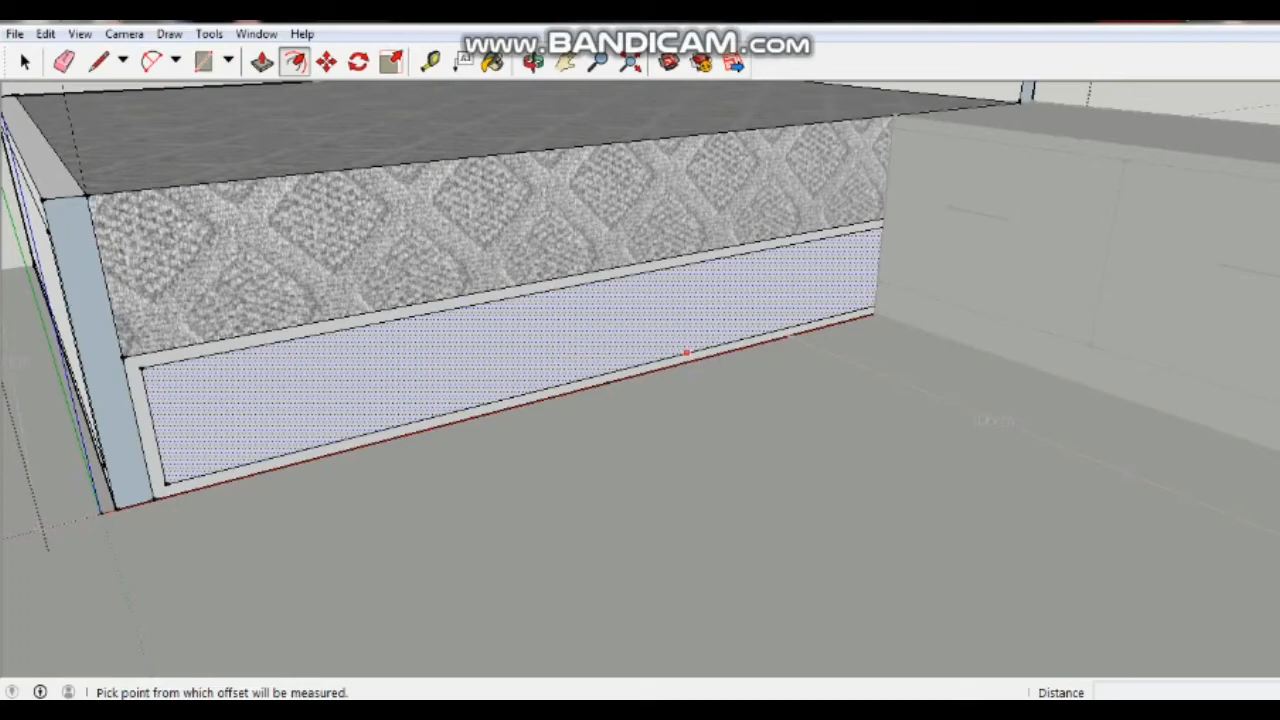 File Edit View Camera Draw Tools Window Help
www.BANDICAM.com
Pick point from which offset will be measured.
Distance